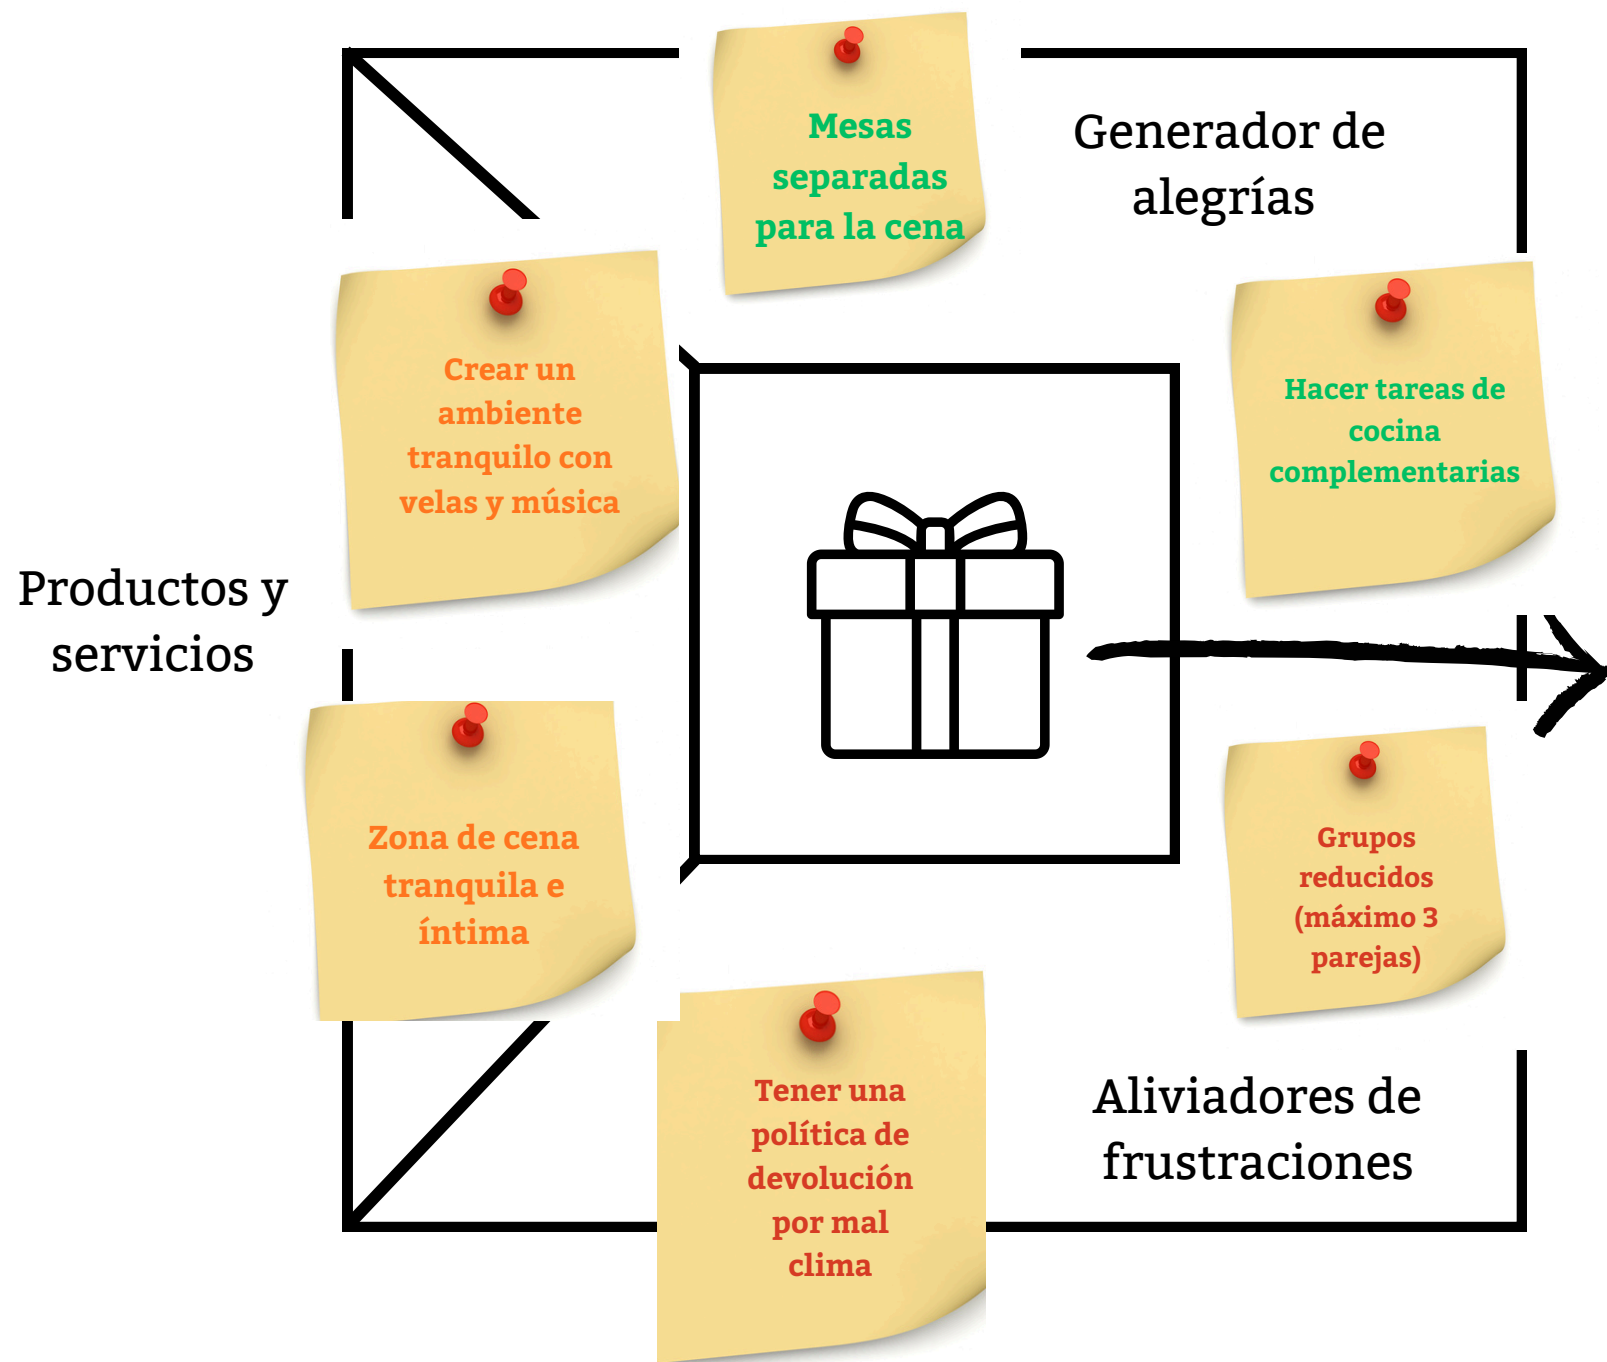 Mesas
separadas
para la cena
Generador de
alegrías
Crear un
ambiente
tranquilo con
velas y música
Hacer tareas de
cocina
complementarias
Productos y
servicios
Zona de cena
tranquila e
íntima
Grupos
reducidos
(máximo 3
parejas)
Tener una
política de
devolución
por mal
clima
Aliviadores de
frustraciones